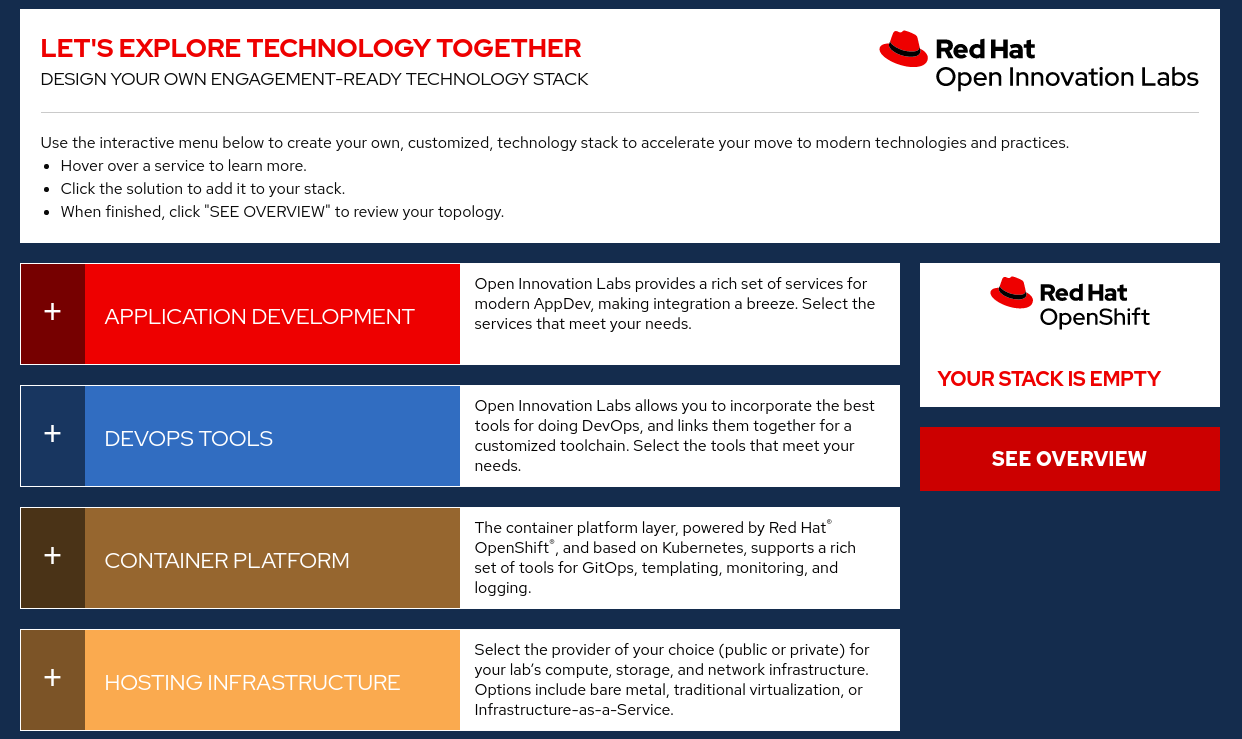 LET'S EXPLORE TECHNOLOGY TOGETHER
DESIGN YOUR OWN ENGAGEMENT-READY TECHNOLOGY STACK
Red Hat
Open Innovation Labs
Use the interactive menu below to create your own, customized, technology stack to accelerate your move to modern technologies and practices.
• Hover over a service to learn more.
• Click the solution to add it to your stack.
• When finished, click "SEE OVERVIEW" to review your topology.
+
APPLICATION DEVELOPMENT
Open Innovation Labs provides a rich set of services for
modern AppDev, making integration a breeze. Select the
services that meet your needs.
+
DEVOPS TOOLS
Open Innovation Labs allows you to incorporate the best
tools for doing DevOps, and links them together for a
customized toolchain. Select the tools that meet your
needs.
+
CONTAINER PLATFORM
The container platform layer, powered by Red Hat®
OpenShift®, and based on Kubernetes, supports a rich
set of tools for GitOps, templating, monitoring, and
logging.
+
HOSTING INFRASTRUCTURE
Select the provider of your choice (public or private) for
your lab’s compute, storage, and network infrastructure.
Options include bare metal, traditional virtualization, or
Infrastructure-as-a-Service.
Red Hat
OpenShift
YOUR STACK IS EMPTY
SEE OVERVIEW